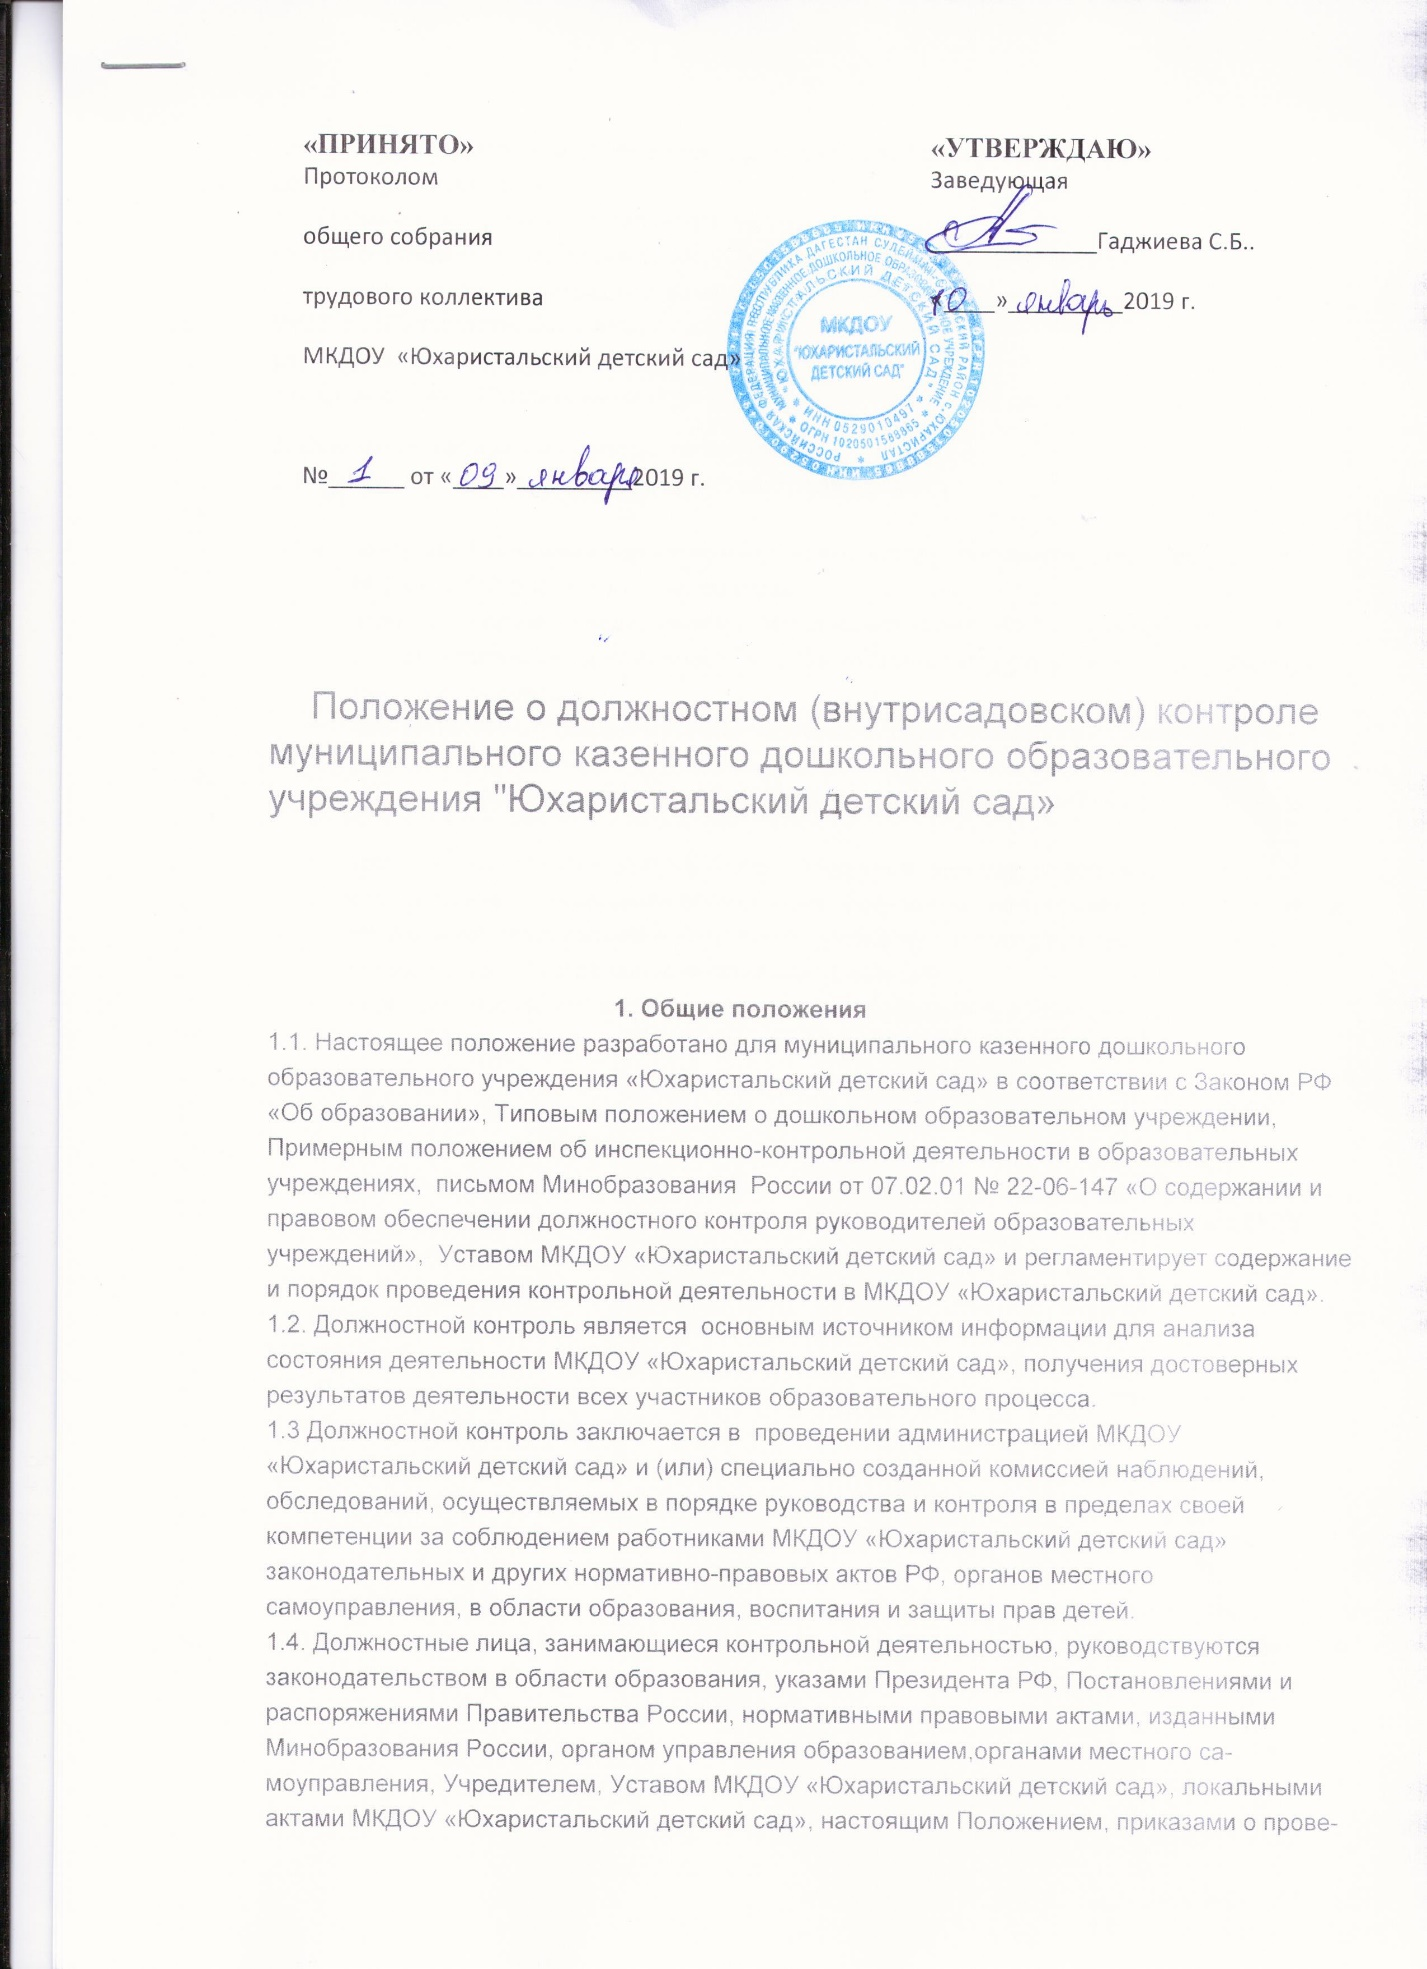 «ПРИНЯТО»
Протоколом
общего собрания
трудового коллектива
МКДОУ  «Юхаристальский детский сад»
№ 1 от « 09 » январь 2019 г.
«УТВЕРЖДАЮ»
Заведующая
Гаджиева С.Б..
« 10 » январь 2019 г.
МКДОУ
"ЮХАРИСТАЛЬСКИЙ
ДЕТСКИЙ САД"
* ИНН 0529010497 *
Положение о должностном (внутрисадовском) контроле
муниципального казенного дошкольного образовательного
учреждения "Юхаристальский детский сад»
1. Общие положения
1.1. Настоящее положение разработано для муниципального казенного дошкольного
образовательного учреждения «Юхаристальский детский сад» в соответствии с Законом РФ
«Об образовании», Типовым положением о дошкольном образовательном учреждении,
Примерным положением об инспекционно-контрольной деятельности в образовательных
учреждениях,  письмом Минобразования  России от 07.02.01 № 22-06-147 «О содержании и
правовом обеспечении должностного контроля руководителей образовательных
учреждений»,  Уставом МКДОУ «Юхаристальский детский сад» и регламентирует содержание
и порядок проведения контрольной деятельности в МКДОУ «Юхаристальский детский сад».
1.2. Должностной контроль является  основным источником информации для анализа
состояния деятельности МКДОУ «Юхаристальский детский сад», получения достоверных
результатов деятельности всех участников образовательного процесса.
1.3 Должностной контроль заключается в  проведении администрацией МКДОУ
«Юхаристальский детский сад» и (или) специально созданной комиссией наблюдений,
обследований, осуществляемых в порядке руководства и контроля в пределах своей
компетенции за соблюдением работниками МКДОУ «Юхаристальский детский сад»
законодательных и других нормативно-правовых актов РФ, органов местного
самоуправления, в области образования, воспитания и защиты прав детей.
1.4. Должностные лица, занимающиеся контрольной деятельностью, руководствуются
законодательством в области образования, указами Президента РФ, Постановлениями и
распоряжениями Правительства России, нормативными правовыми актами, изданными
Минобразования России, органом управления образованием,органами местного са-
моуправления, Учредителем, Уставом МКДОУ «Юхаристальский детский сад», локальными
актами МКДОУ «Юхаристальский детский сад», настоящим Положением, приказами о прове-